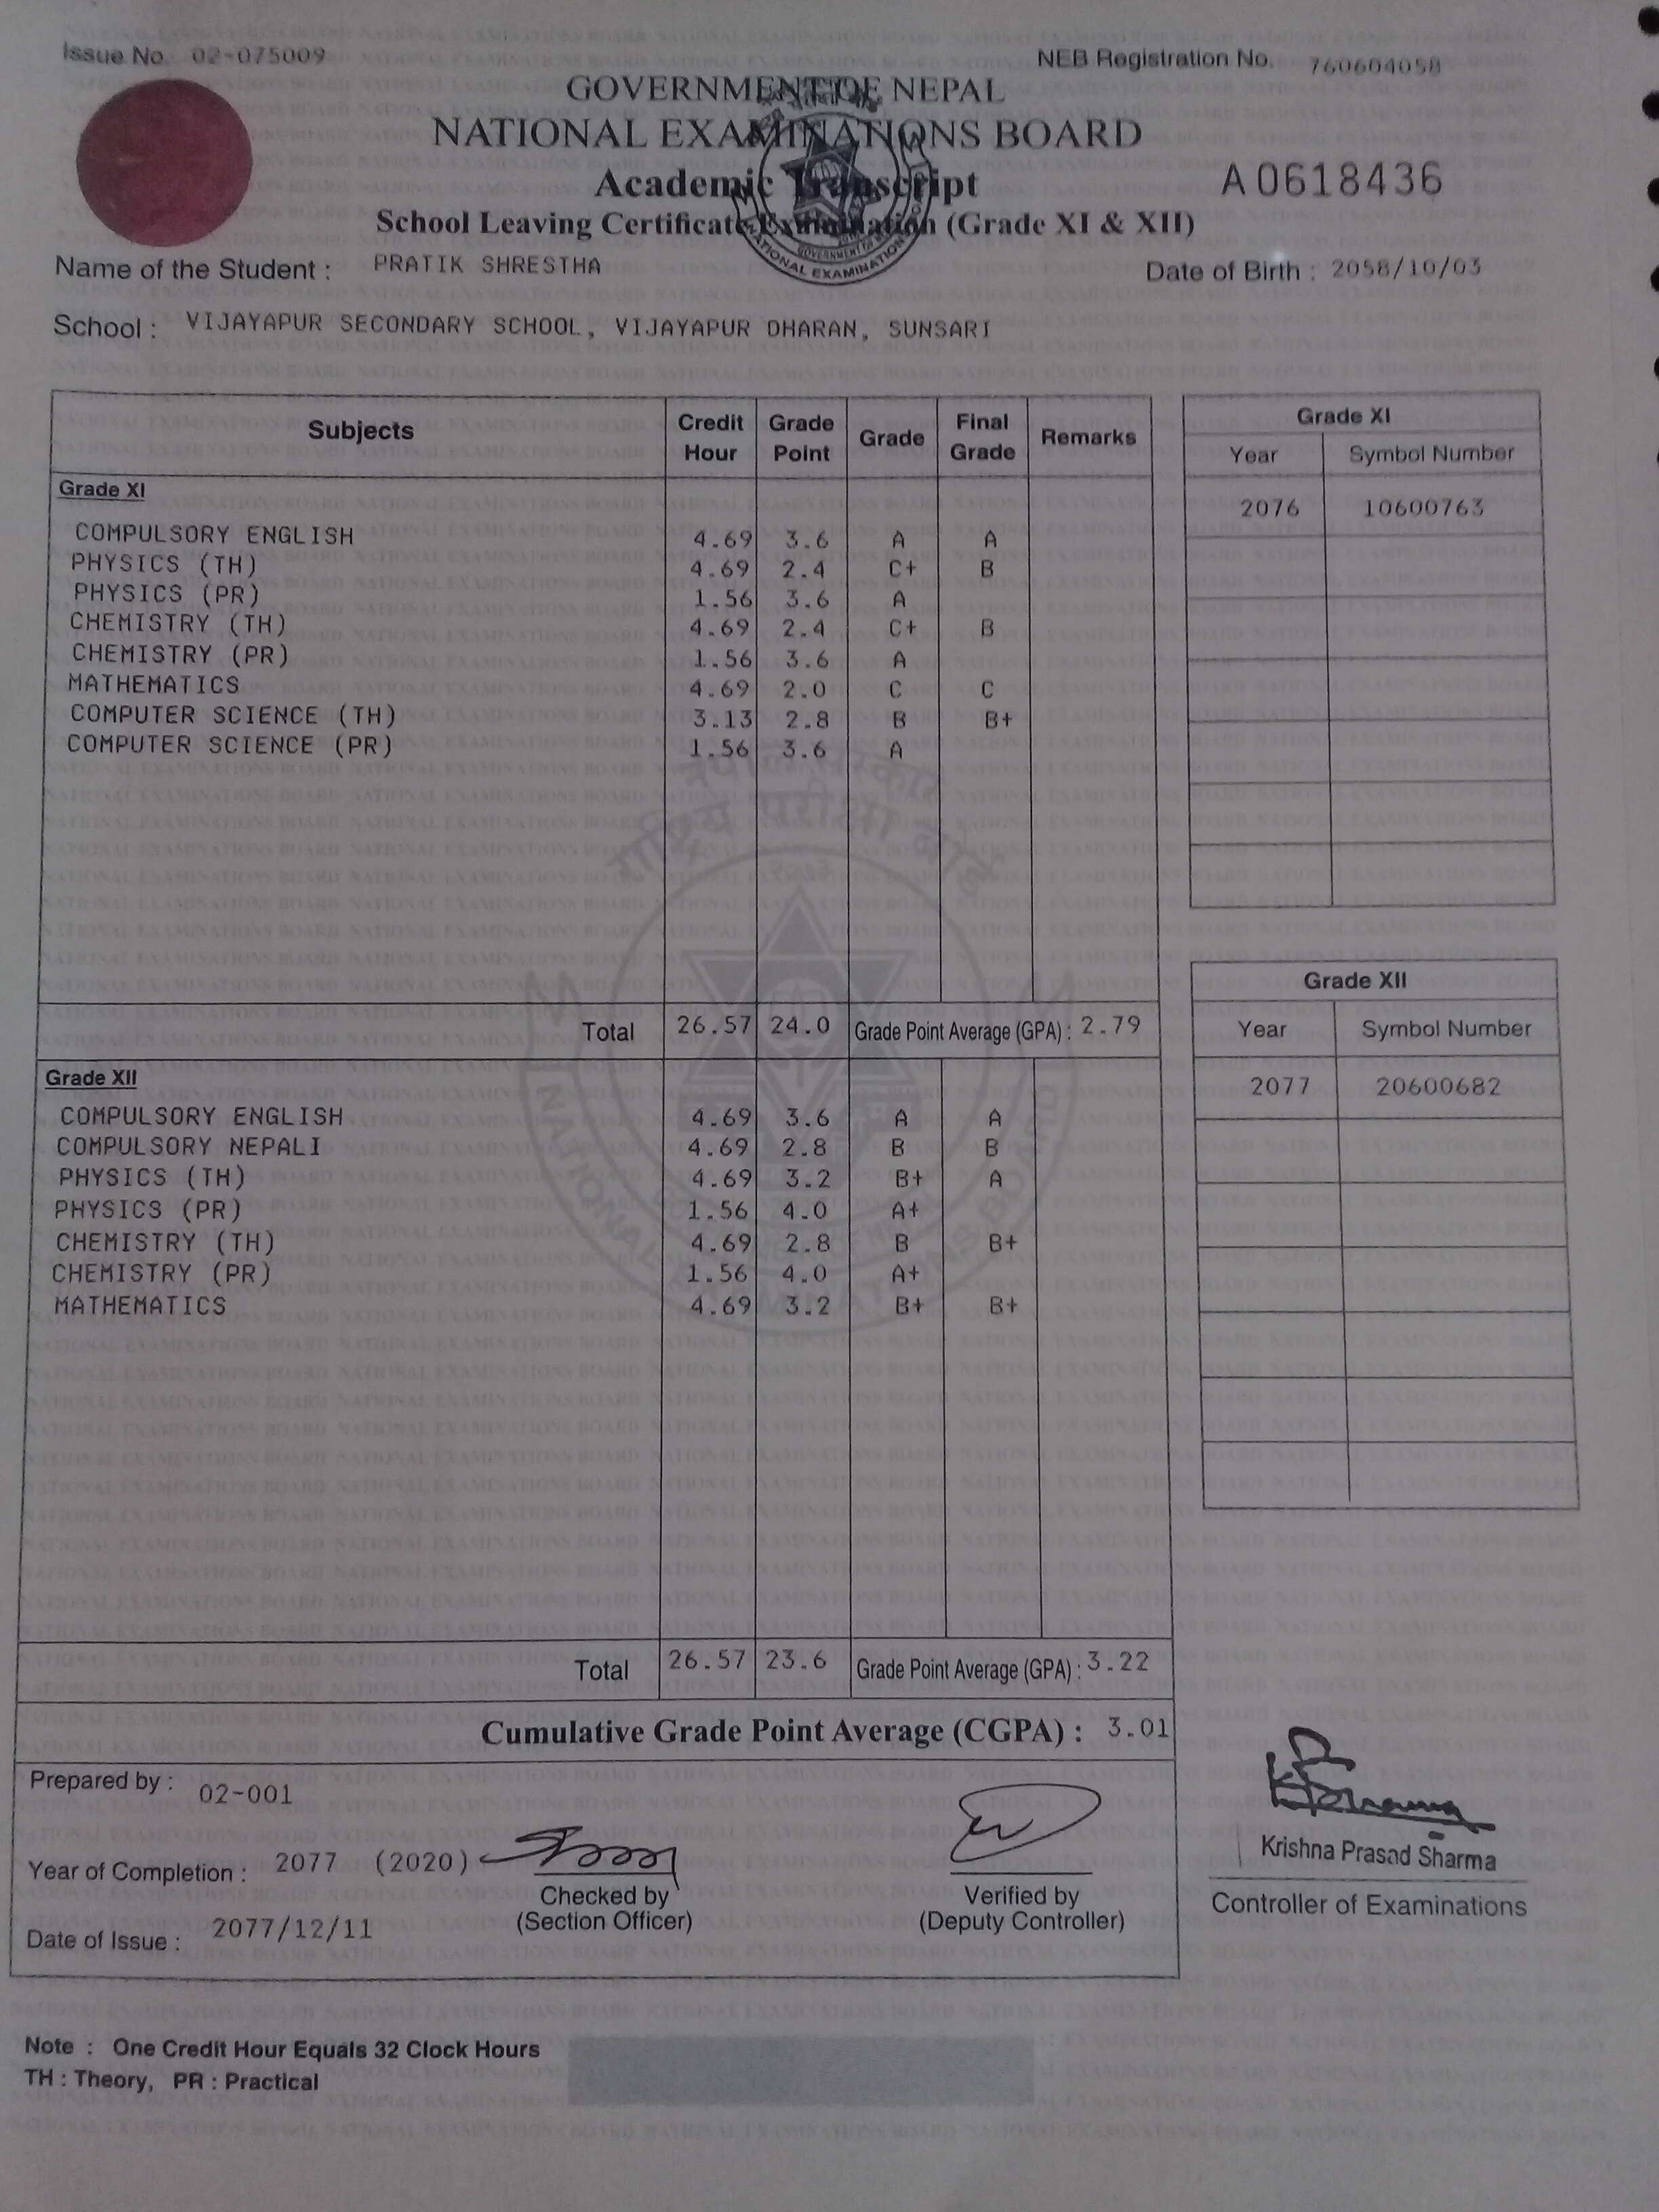 Issue No. 02-075009
NEB Registration No. 760604058
GOVERNMENT OF NEPAL
NATIONAL EXAMINATIONS BOARD
Academic Transcript
A 0618436
School Leaving Certificate Examination (Grade XI & XII)
Name of the Student : PRATIK SHRESTHA
Date of Birth : 2058/10/03
School : VIJAYAPUR SECONDARY SCHOOL, VIJAYAPUR DHARAN, SUNSARI
Subjects Credit Hour Grade Point Grade Final Grade Remarks
Grade XI
COMPULSORY ENGLISH 4.69 3.6 A A
PHYSICS (TH) 4.69 2.4 C+ B
PHYSICS (PR) 1.56 3.6 A
CHEMISTRY (TH) 4.69 2.4 C+ B
CHEMISTRY (PR) 1.56 3.6 A
MATHEMATICS 4.69 2.0 C C
COMPUTER SCIENCE (TH) 3.13 2.8 B B+
COMPUTER SCIENCE (PR) 1.56 3.6 A
Total 26.57 24.0 Grade Point Average (GPA) : 2.79
Grade XII
COMPULSORY ENGLISH 4.69 3.6 A A
COMPULSORY NEPALI 4.69 2.8 B B
PHYSICS (TH) 4.69 3.2 B+ A
PHYSICS (PR) 1.56 4.0 A+
CHEMISTRY (TH) 4.69 2.8 B B+
CHEMISTRY (PR) 1.56 4.0 A+
MATHEMATICS 4.69 3.2 B+ B+
Total 26.57 23.6 Grade Point Average (GPA) : 3.22
Cumulative Grade Point Average (CGPA) : 3.01
Grade XI
Year Symbol Number
2076 10600763
Grade XII
Year Symbol Number
2077 20600682
Prepared by : 02-001
Year of Completion : 2077 (2020)
Date of Issue : 2077/12/11
Checked by
(Section Officer)
Verified by
(Deputy Controller)
Krishna Prasad Sharma
Controller of Examinations
Note : One Credit Hour Equals 32 Clock Hours
TH : Theory, PR : Practical